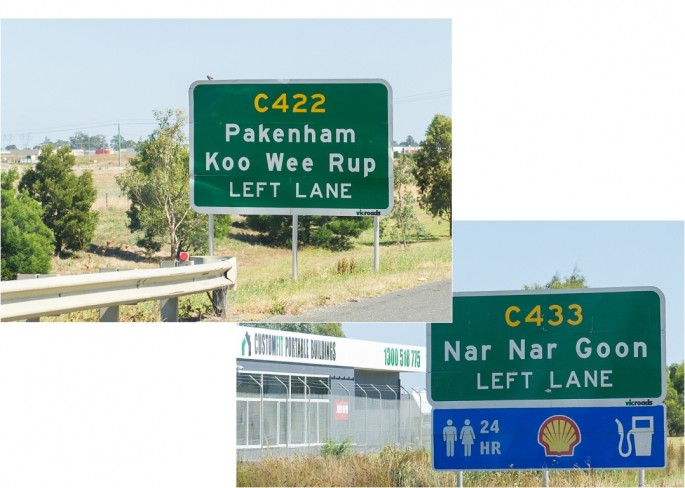 C422
Pakenham
Koo Wee Rup
LEFT LANE
vicroads
CUSTOMFIT PORTABLE BUILDINGS
1300 516 775
C433
Nar Nar Goon
LEFT LANE
vicroads
24
HR